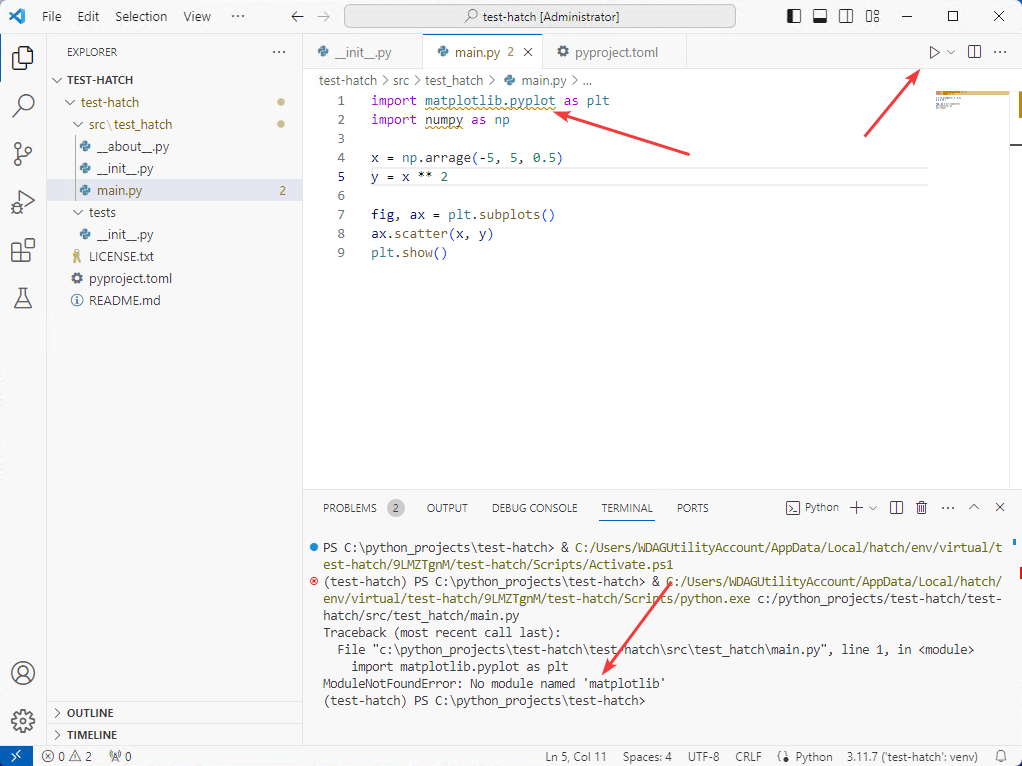 File Edit Selection View ··· test-hatch [Administrator]
EXPLORER ···
TEST-HATCH
test-hatch
src\test_hatch
__about__.py
__init__.py
main.py 2
tests
__init__.py
LICENSE.txt
pyproject.toml
README.md
OUTLINE
TIMELINE
__init__.py main.py 2 × pyproject.toml ···
test-hatch > src > test_hatch > main.py > ...
1 import matplotlib.pyplot as plt
2 import numpy as np
3
4 x = np.arrage(-5, 5, 0.5)
5 y = x ** 2
6
7 fig, ax = plt.subplots()
8 ax.scatter(x, y)
9 plt.show()
PROBLEMS 2 OUTPUT DEBUG CONSOLE TERMINAL PORTS Python ···
PS C:\python_projects\test-hatch> & C:/Users/WDAGUtilityAccount/AppData/Local/hatch/env/virtual/t
est-hatch/9LMZTgnM/test-hatch/Scripts/Activate.ps1
(test-hatch) PS C:\python_projects\test-hatch> & C:/Users/WDAGUtilityAccount/AppData/Local/hatch/
env/virtual/test-hatch/9LMZTgnM/test-hatch/Scripts/python.exe c:/python_projects/test-hatch/test-
hatch/src/test_hatch/main.py
Traceback (most recent call last):
File "c:\python_projects\test-hatch\test-hatch\src\test_hatch\main.py", line 1, in <module>
import matplotlib.pyplot as plt
ModuleNotFoundError: No module named 'matplotlib'
(test-hatch) PS C:\python_projects\test-hatch>
0 2 0 Ln 5, Col 11 Spaces: 4 UTF-8 CRLF Python 3.11.7 ('test-hatch': venv)